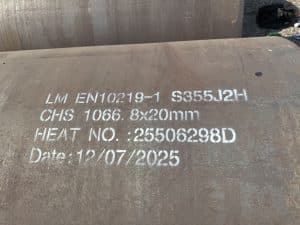 LM EN10219-1 S355J2H
CHS 1066.8x20mm
HEAT NO.:25506298D
Date:12/07/2025